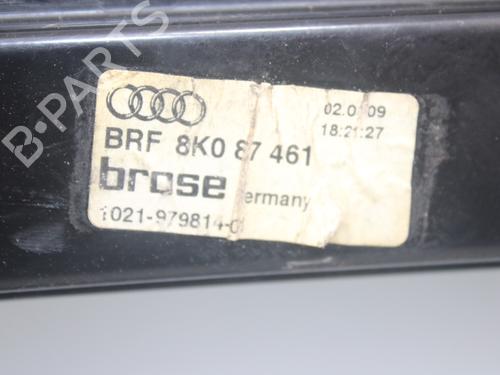 B·PARTS
02.0 09
18:21:27
BRF 8K0 87 461
brose ermany
1021-979814-0